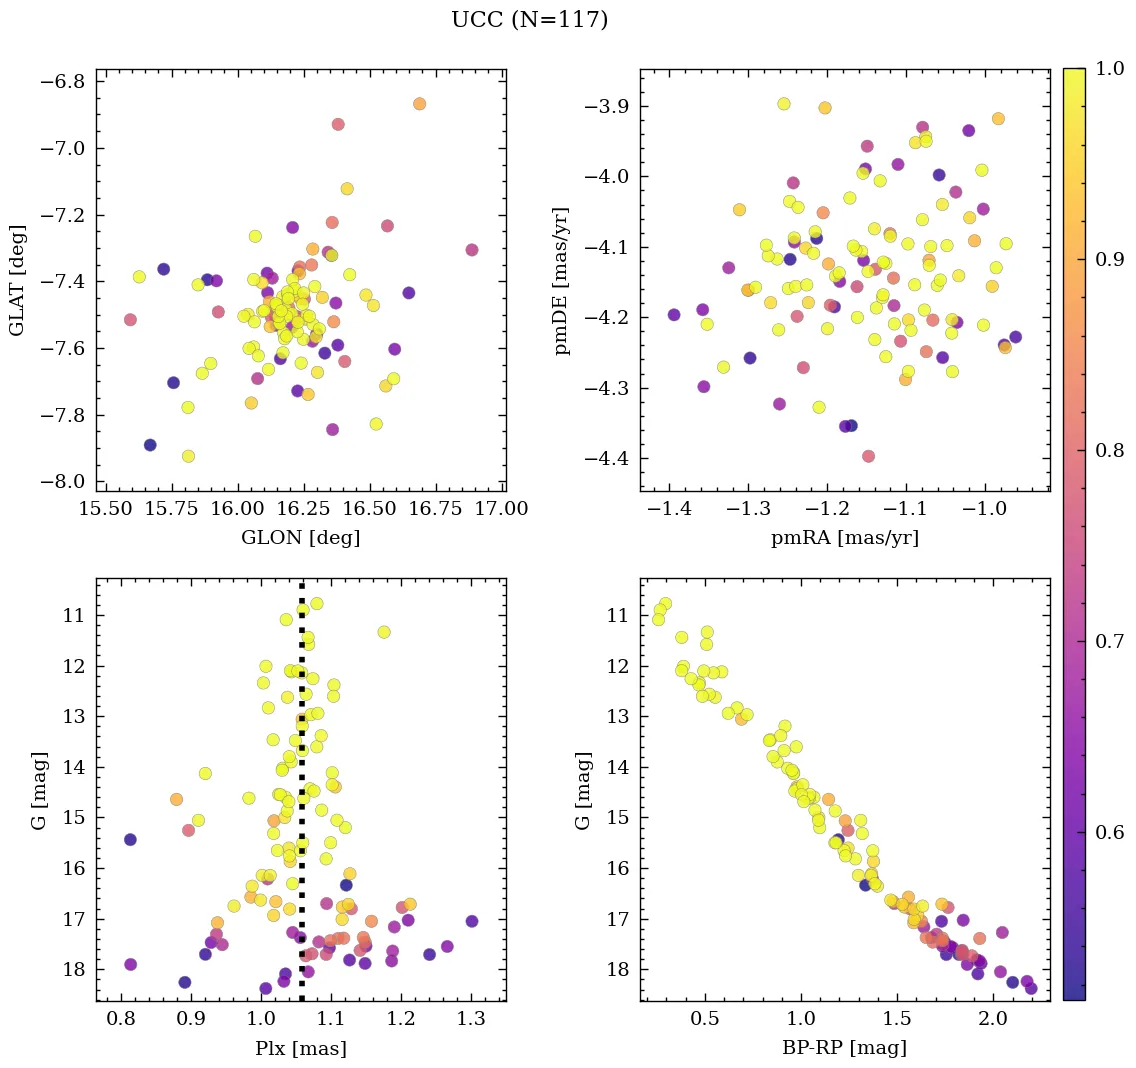 UCC (N=117)
−6.8
−7.0
−7.2
−7.4
−7.6
−7.8
−8.0
GLAT [deg]
15.50 15.75 16.00 16.25 16.50 16.75 17.00
GLON [deg]
−3.9
−4.0
−4.1
−4.2
−4.3
−4.4
pmDE [mas/yr]
−1.4 −1.3 −1.2 −1.1 −1.0
pmRA [mas/yr]
11
12
13
14
15
16
17
18
G [mag]
0.8 0.9 1.0 1.1 1.2 1.3
Plx [mas]
11
12
13
14
15
16
17
18
G [mag]
0.5 1.0 1.5 2.0
BP-RP [mag]
1.0
0.9
0.8
0.7
0.6